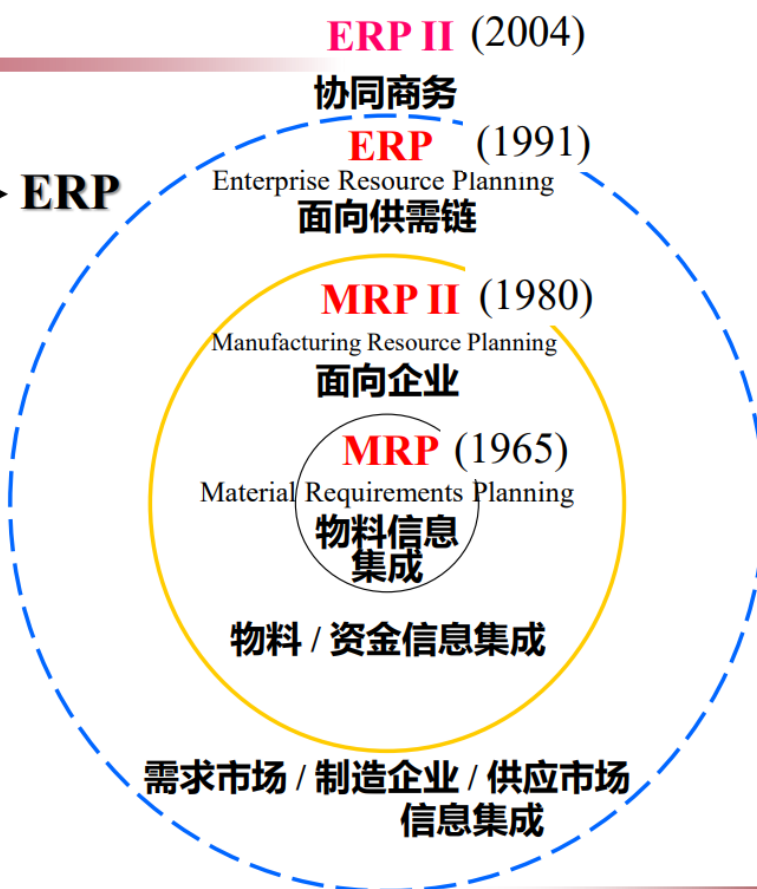 ERP II (2004)
协同商务
ERP (1991)
Enterprise Resource Planning
ERP
面向供需链
MRP II (1980)
Manufacturing Resource Planning
面向企业
MRP (1965)
Material Requirements Planning
物料信息
集成
物料 / 资金信息集成
需求市场 / 制造企业 / 供应市场
信息集成